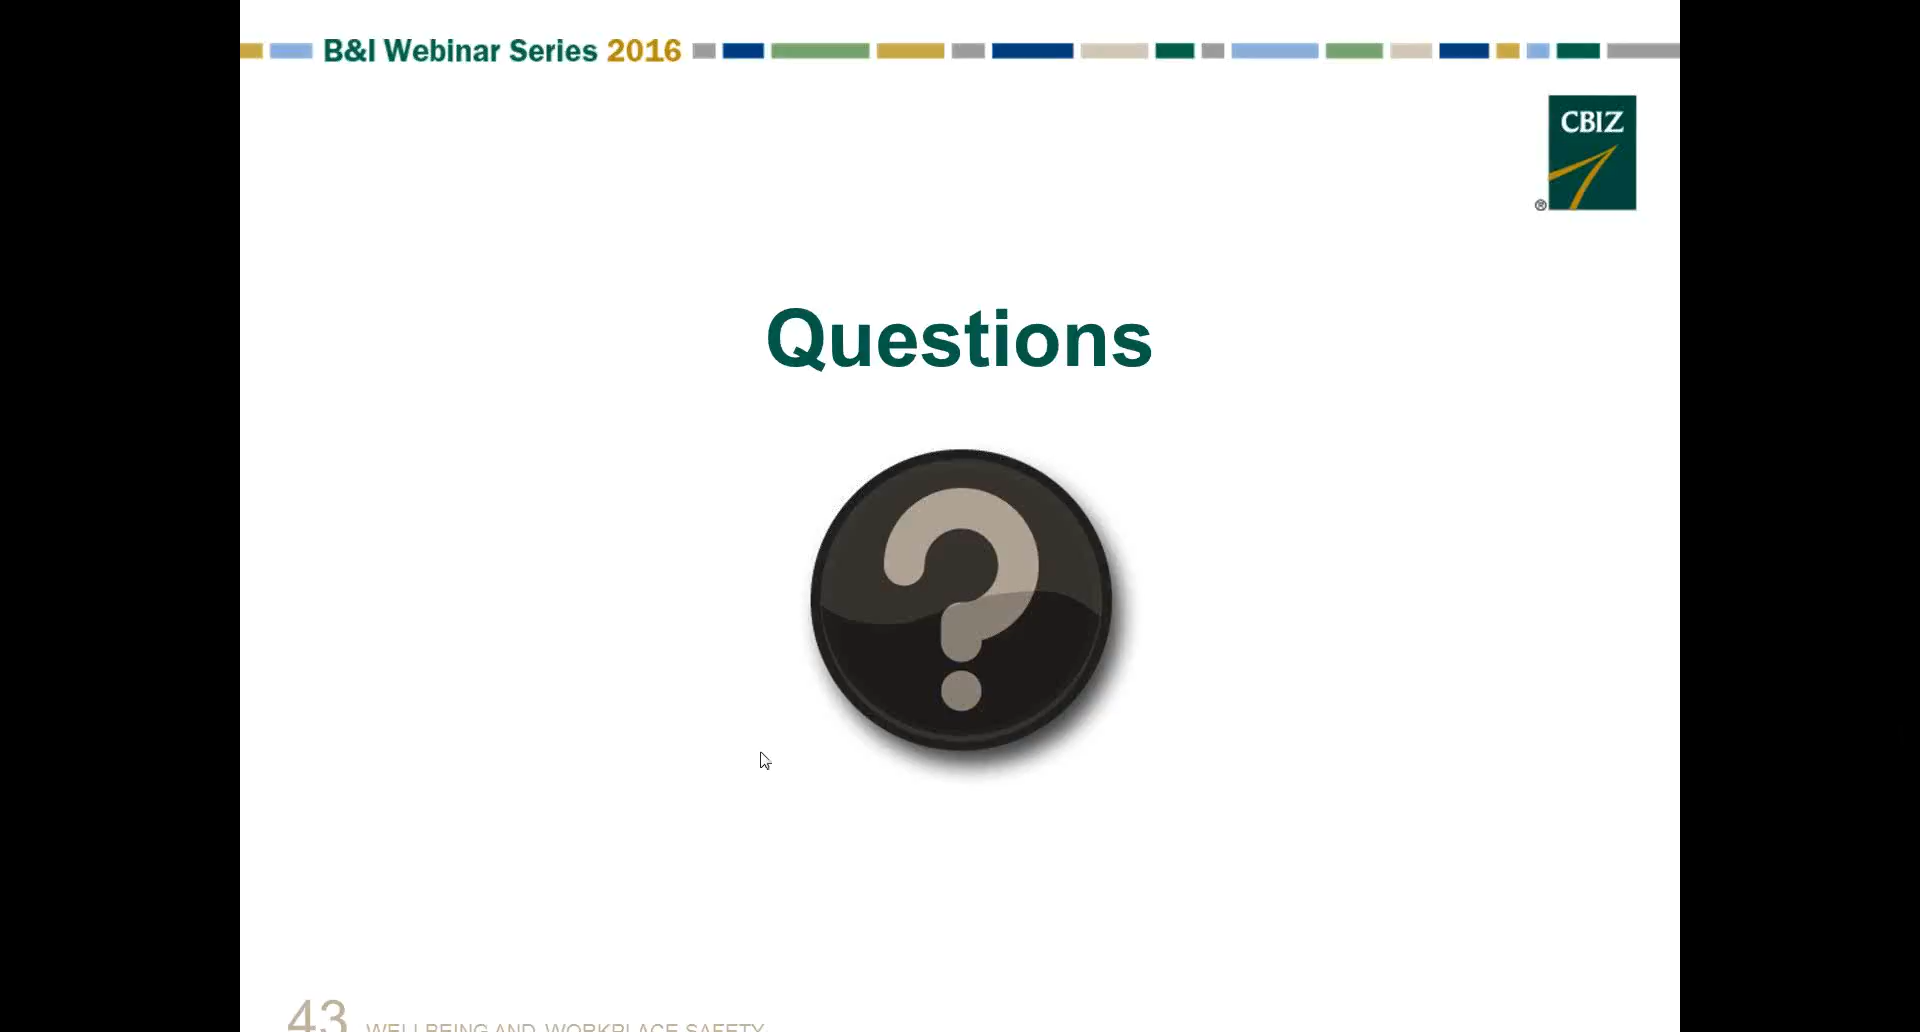 B&I Webinar Series 2016
CBIZ
®
Questions
?
43 WELLBEING AND WORKPLACE SAFETY